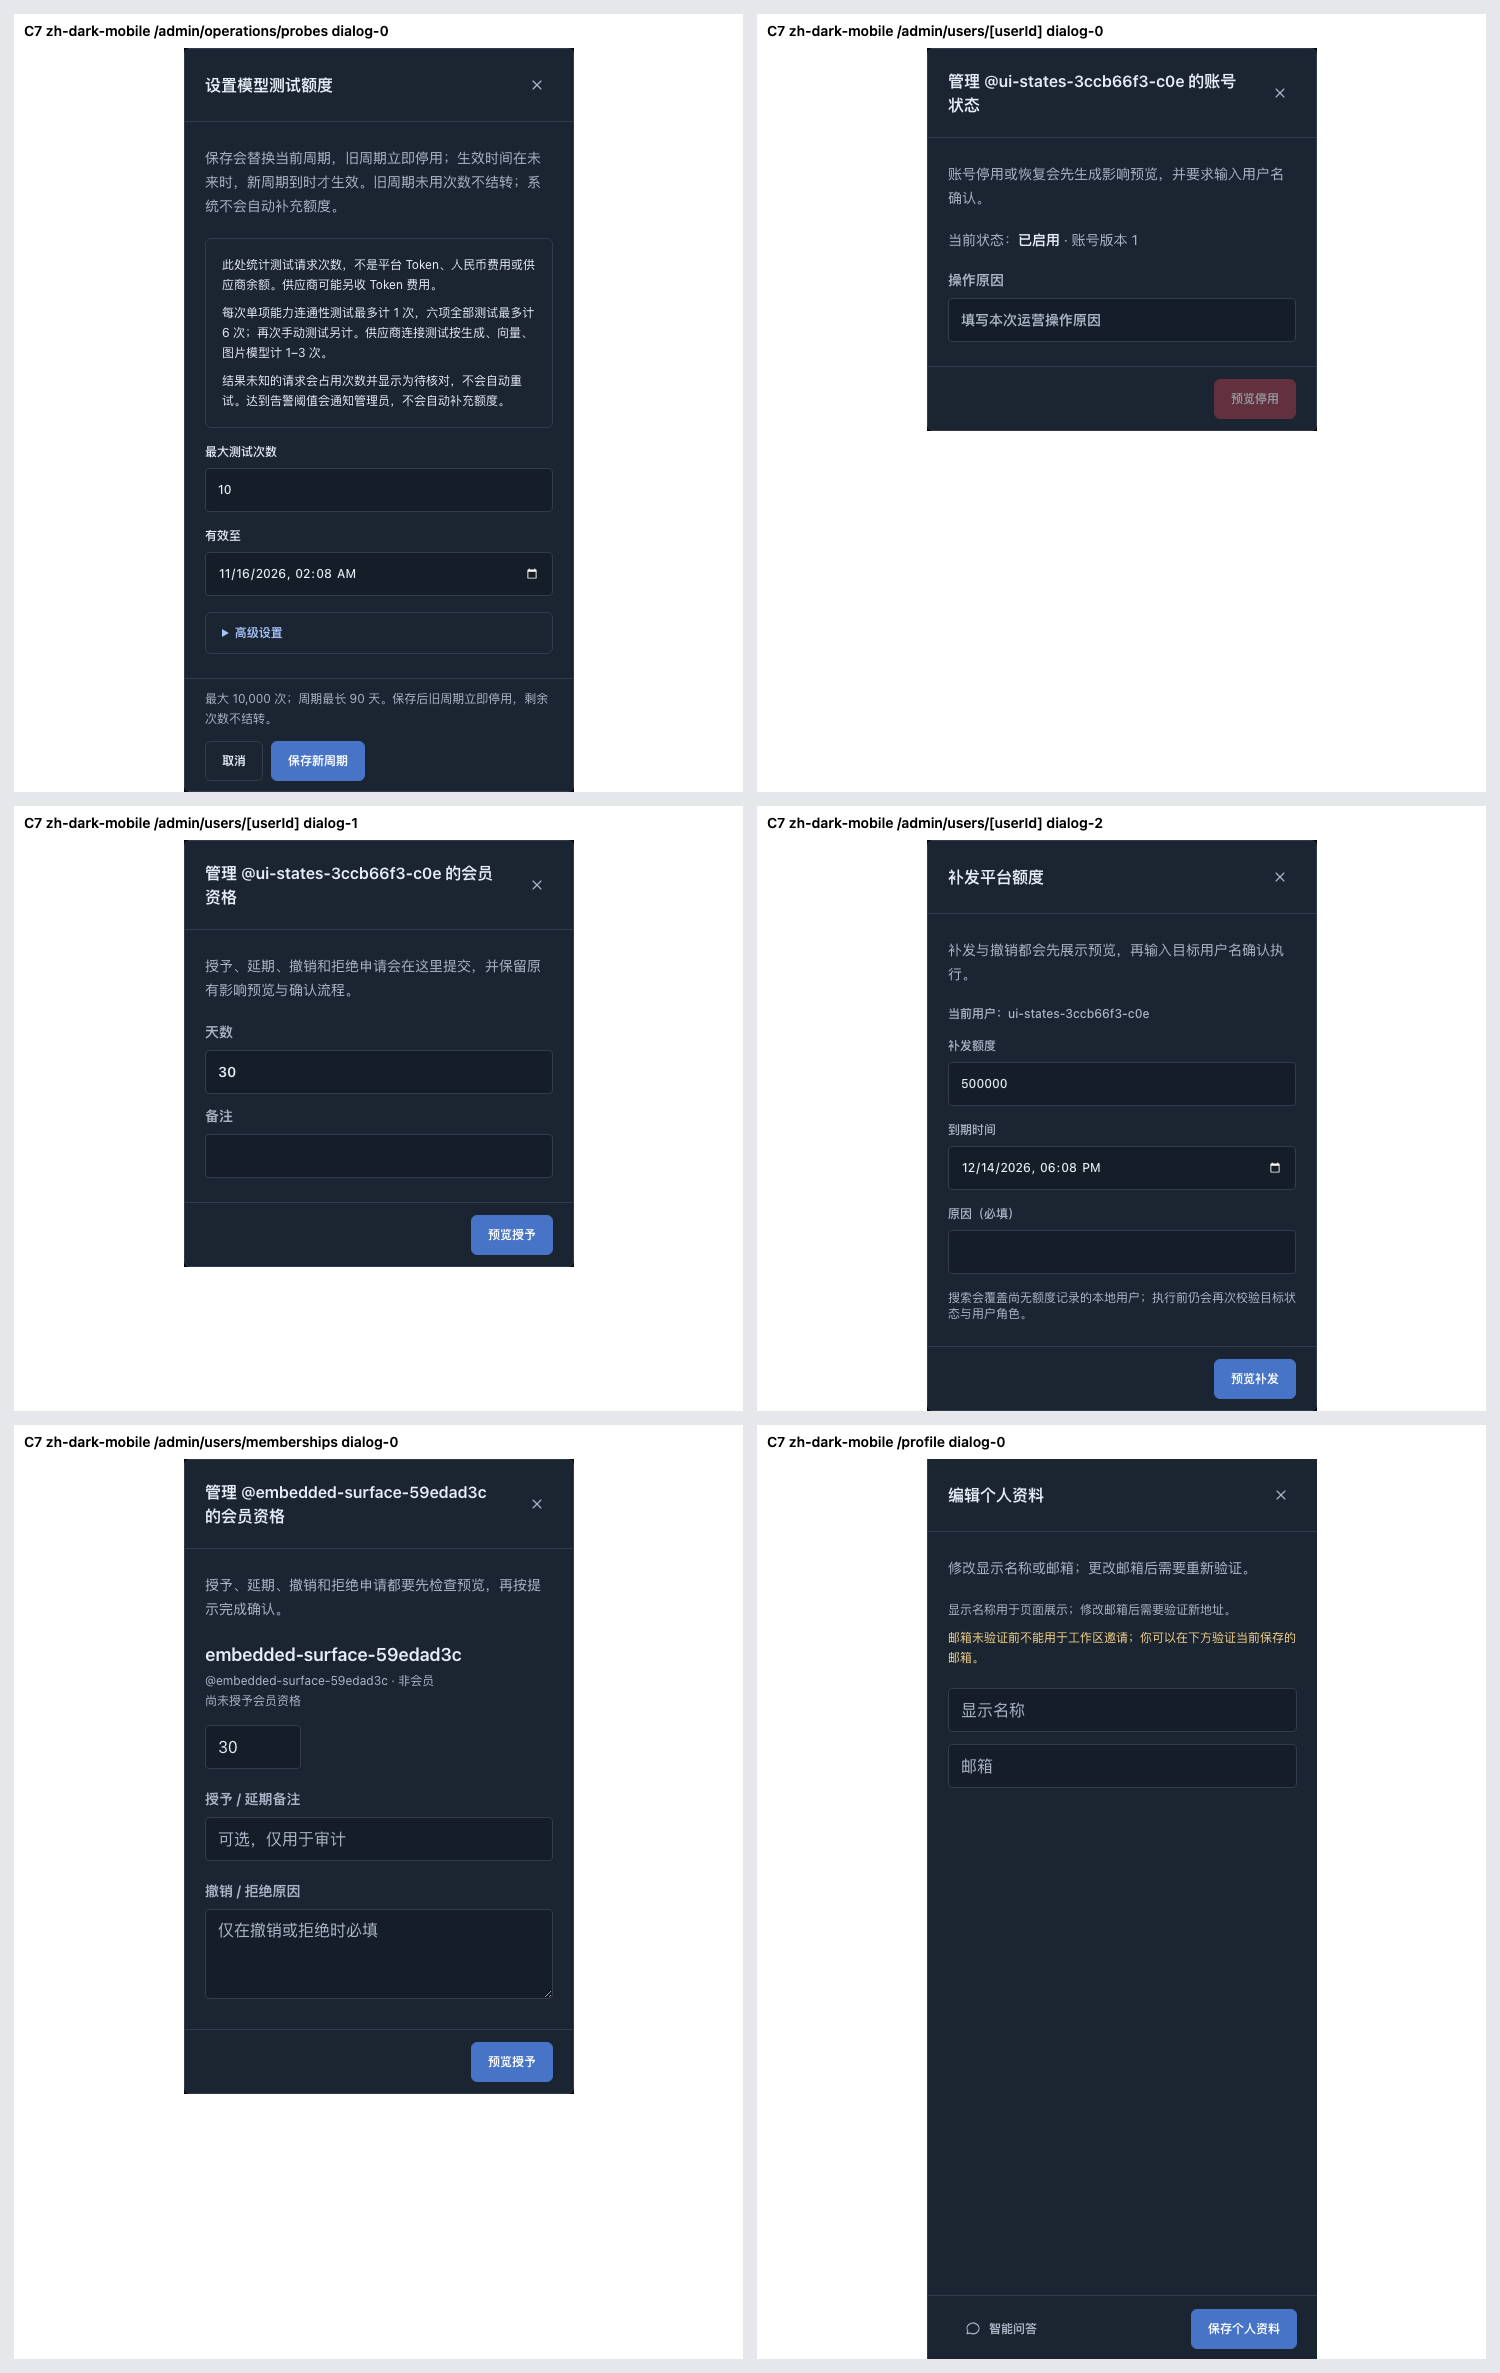 C7 zh-dark-mobile /admin/operations/probes dialog-0
设置模型测试额度
保存会替换当前周期，旧周期立即停用；生效时间在未
来时，新周期到时才生效。旧周期未用次数不结转；系
统不会自动补充额度。
此处统计测试请求次数，不是平台 Token、人民币费用或供
应商余额。供应商可能另收 Token 费用。
每次单项能力连通性测试最多计 1 次，六项全部测试最多计
6 次；再次手动测试另计。供应商连接测试按生成、向量、
图片模型计 1–3 次。
结果未知的请求会占用次数并显示为待核对，不会自动重
试。达到告警阈值会通知管理员，不会自动补充额度。
最大测试次数
10
有效至
11/16/2026, 02:08 AM
高级设置
最大 10,000 次；周期最长 90 天。保存后旧周期立即停用，剩余
次数不结转。
取消
保存新周期
C7 zh-dark-mobile /admin/users/[userId] dialog-0
管理 @ui-states-3ccb66f3-c0e 的账号
状态
账号停用或恢复会先生成影响预览，并要求输入用户名
确认。
当前状态：已启用 · 账号版本 1
操作原因
填写本次运营操作原因
预览停用
C7 zh-dark-mobile /admin/users/[userId] dialog-1
管理 @ui-states-3ccb66f3-c0e 的会员
资格
授予、延期、撤销和拒绝申请会在这里提交，并保留原
有影响预览与确认流程。
天数
30
备注
预览授予
C7 zh-dark-mobile /admin/users/[userId] dialog-2
补发平台额度
补发与撤销都会先展示预览，再输入目标用户名确认执
行。
当前用户：ui-states-3ccb66f3-c0e
补发额度
500000
到期时间
12/14/2026, 06:08 PM
原因（必填）
搜索会覆盖尚无额度记录的本地用户；执行前仍会再次校验目标状
态与用户角色。
预览补发
C7 zh-dark-mobile /admin/users/memberships dialog-0
管理 @embedded-surface-59edad3c
的会员资格
授予、延期、撤销和拒绝申请都要先检查预览，再按提
示完成确认。
embedded-surface-59edad3c
@embedded-surface-59edad3c · 非会员
尚未授予会员资格
30
授予 / 延期备注
可选，仅用于审计
撤销 / 拒绝原因
仅在撤销或拒绝时必填
预览授予
C7 zh-dark-mobile /profile dialog-0
编辑个人资料
修改显示名称或邮箱；更改邮箱后需要重新验证。
显示名称用于页面展示；修改邮箱后需要验证新地址。
邮箱未验证前不能用于工作区邀请；你可以在下方验证当前保存的
邮箱。
显示名称
邮箱
智能问答
保存个人资料